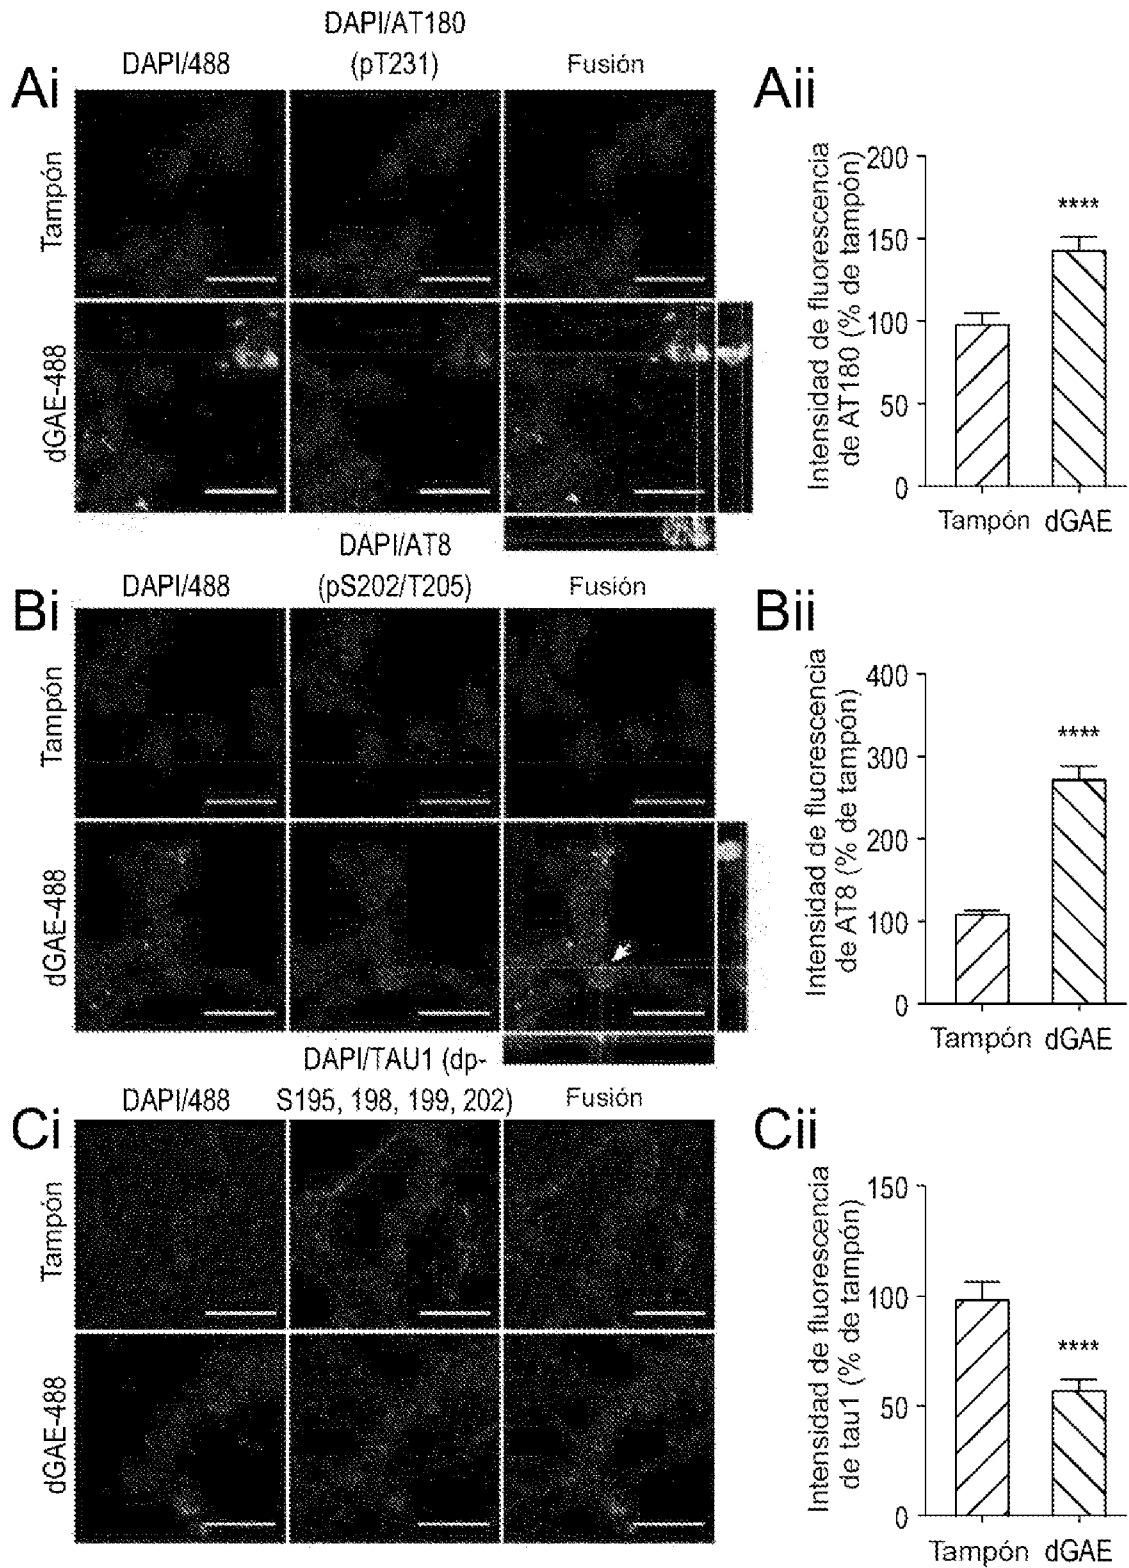 Ai
DAPI/488
DAPI/AT180
(pT231)
Fusión
Tampón
dGAE-488
Aii
Intensidad de fluorescencia
de AT180 (% de tampón)
200
150
100
50
0
****
Tampón
dGAE
Bi
DAPI/488
DAPI/AT8
(pS202/T205)
Fusión
Tampón
dGAE-488
Bii
Intensidad de fluorescencia
de AT8 (% de tampón)
400
300
200
100
0
****
Tampón
dGAE
Ci
DAPI/488
DAPI/TAU1 (dp-
S195, 198, 199, 202)
Fusión
Tampón
dGAE-488
Cii
Intensidad de fluorescencia
de tau1 (% de tampón)
150
100
50
0
****
Tampón
dGAE